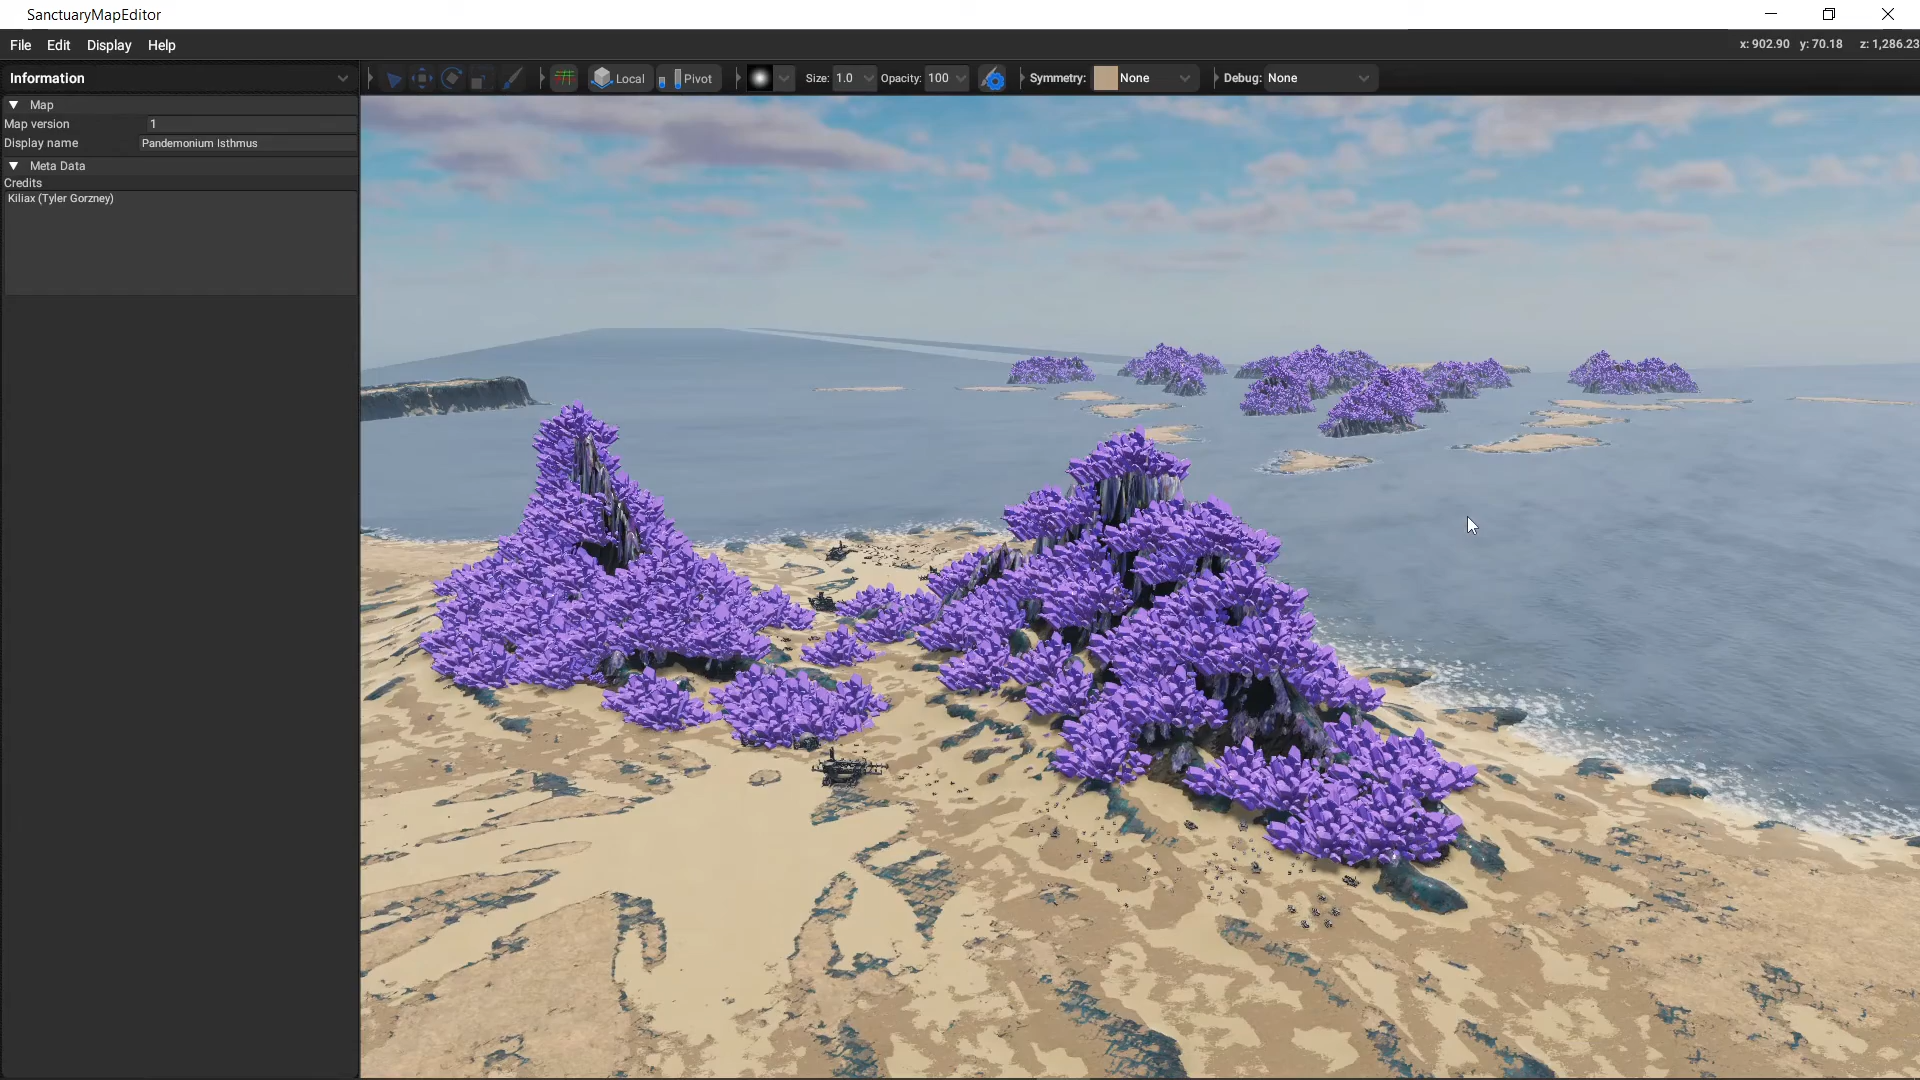 SanctuaryMapEditor
File Edit Display Help
x: 902.90 y: 70.18 z: 1,286.23
Information
Local Pivot Size: 1.0 Opacity: 100 Symmetry: None Debug: None
Map
Map version 1
Display name Pandemonium Isthmus
Meta Data
Credits
Kiliax (Tyler Gorzney)